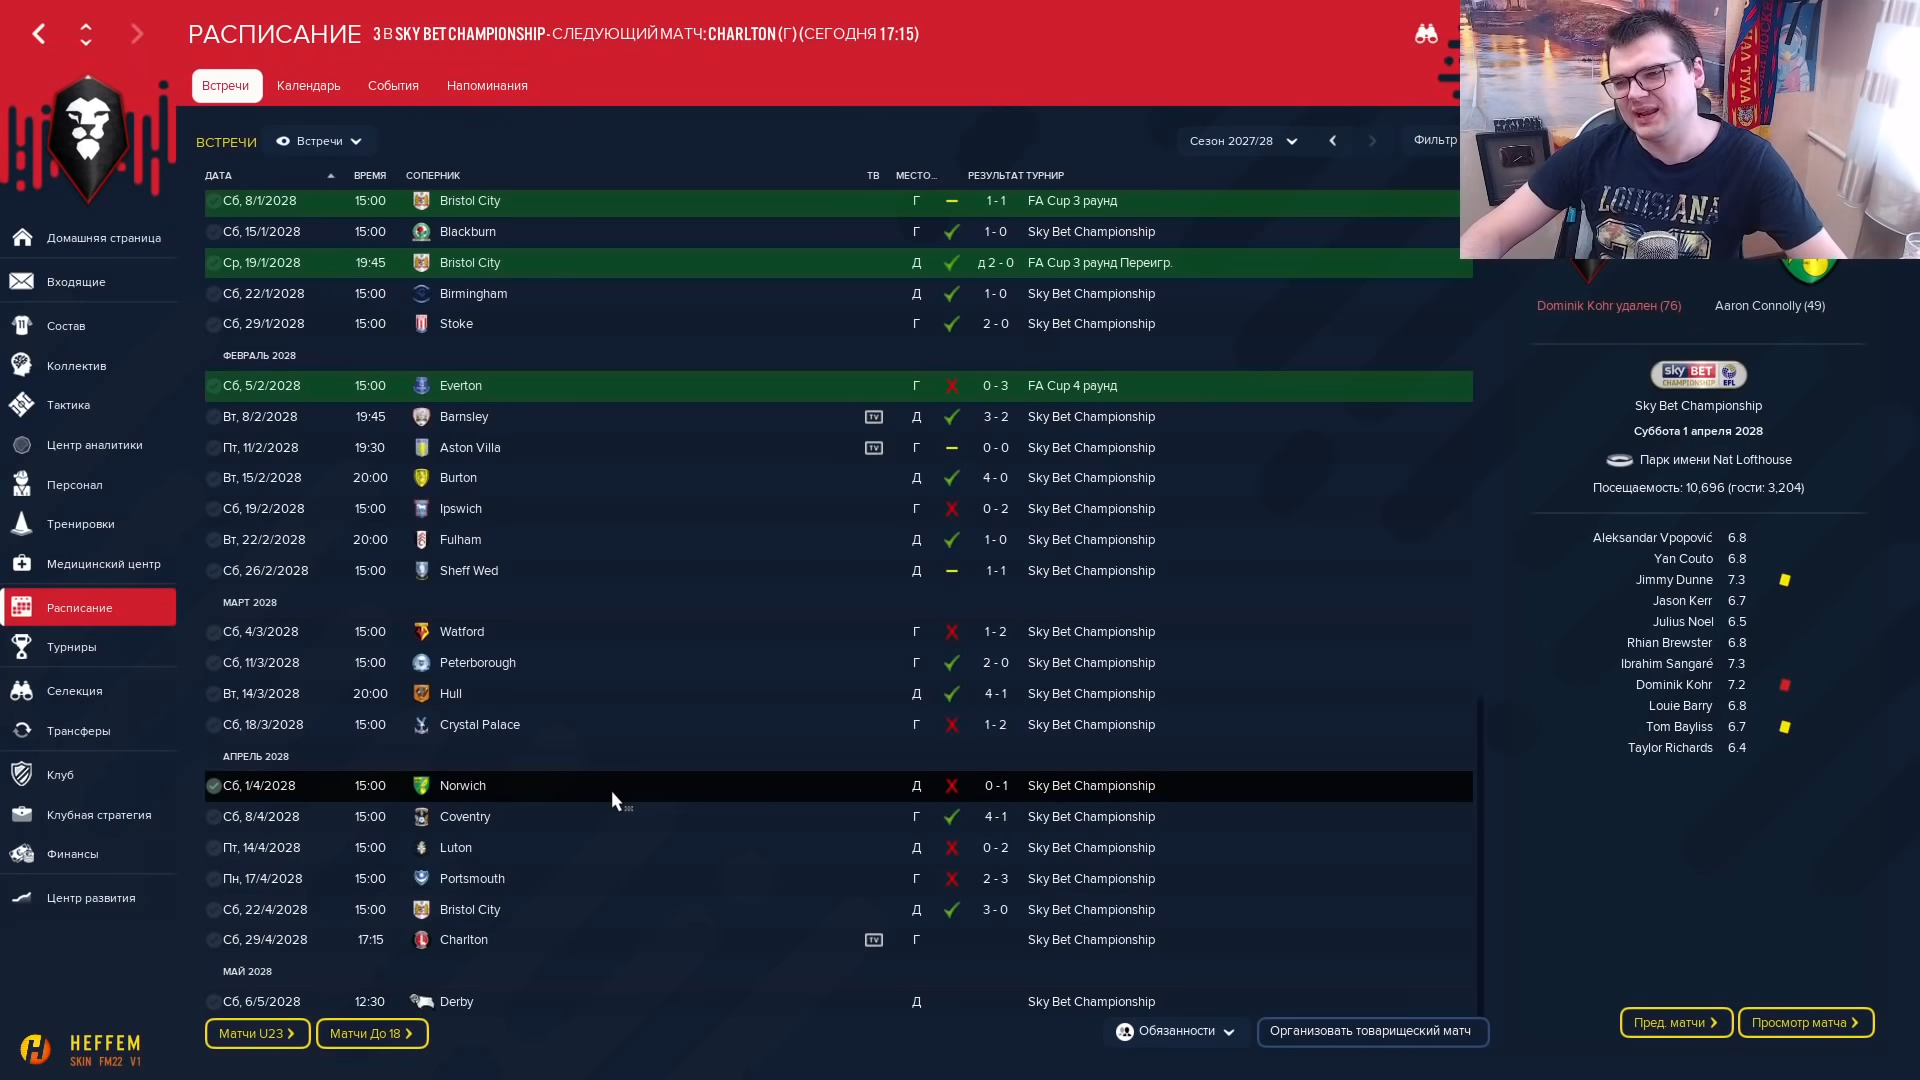 РАСПИСАНИЕ
3 В SKY BET CHAMPIONSHIP - СЛЕДУЮЩИЙ МАТЧ: CHARLTON (Г) (СЕГОДНЯ 17:15)
Встречи Календарь События Напоминания
ВСТРЕЧИ Встречи Сезон 2027/28 Фильтр
ДАТА ВРЕМЯ СОПЕРНИК ТВ МЕСТО... РЕЗУЛЬТАТ ТУРНИР
Сб, 8/1/2028 15:00 Bristol City Г 1 - 1 FA Cup 3 раунд
Сб, 15/1/2028 15:00 Blackburn Г 1 - 0 Sky Bet Championship
Ср, 19/1/2028 19:45 Bristol City Д д 2 - 0 FA Cup 3 раунд Переигр.
Сб, 22/1/2028 15:00 Birmingham Д 1 - 0 Sky Bet Championship
Сб, 29/1/2028 15:00 Stoke Г 2 - 0 Sky Bet Championship
ФЕВРАЛЬ 2028
Сб, 5/2/2028 15:00 Everton Г 0 - 3 FA Cup 4 раунд
Вт, 8/2/2028 19:45 Barnsley TV Д 3 - 2 Sky Bet Championship
Пт, 11/2/2028 19:30 Aston Villa TV Г 0 - 0 Sky Bet Championship
Вт, 15/2/2028 20:00 Burton Д 4 - 0 Sky Bet Championship
Сб, 19/2/2028 15:00 Ipswich Г 0 - 2 Sky Bet Championship
Вт, 22/2/2028 20:00 Fulham Д 1 - 0 Sky Bet Championship
Сб, 26/2/2028 15:00 Sheff Wed Д 1 - 1 Sky Bet Championship
МАРТ 2028
Сб, 4/3/2028 15:00 Watford Г 1 - 2 Sky Bet Championship
Сб, 11/3/2028 15:00 Peterborough Г 2 - 0 Sky Bet Championship
Вт, 14/3/2028 20:00 Hull Д 4 - 1 Sky Bet Championship
Сб, 18/3/2028 15:00 Crystal Palace Г 1 - 2 Sky Bet Championship
АПРЕЛЬ 2028
Сб, 1/4/2028 15:00 Norwich Д 0 - 1 Sky Bet Championship
Сб, 8/4/2028 15:00 Coventry Г 4 - 1 Sky Bet Championship
Пт, 14/4/2028 15:00 Luton Д 0 - 2 Sky Bet Championship
Пн, 17/4/2028 15:00 Portsmouth Г 2 - 3 Sky Bet Championship
Сб, 22/4/2028 15:00 Bristol City Д 3 - 0 Sky Bet Championship
Сб, 29/4/2028 17:15 Charlton TV Г Sky Bet Championship
МАЙ 2028
Сб, 6/5/2028 12:30 Derby Д Sky Bet Championship
Матчи U23 Матчи До 18 Обязанности Организовать товарищеский матч
Домашняя страница
Входящие
Состав
Коллектив
Тактика
Центр аналитики
Персонал
Тренировки
Медицинский центр
Расписание
Турниры
Селекция
Трансферы
Клуб
Клубная стратегия
Финансы
Центр развития
HEFFEM
SKIN FM22 V1
LOUISIANA
Dominik Kohr удален (76) Aaron Connolly (49)
sky BET
CHAMPIONSHIP EFL
Sky Bet Championship
Суббота 1 апреля 2028
Парк имени Nat Lofthouse
Посещаемость: 10,696 (гости: 3,204)
Aleksandar Vpopović 6.8
Yan Couto 6.8
Jimmy Dunne 7.3
Jason Kerr 6.7
Julius Noel 6.5
Rhian Brewster 6.8
Ibrahim Sangaré 7.3
Dominik Kohr 7.2
Louie Barry 6.8
Tom Bayliss 6.7
Taylor Richards 6.4
Пред. матчи Просмотр матча